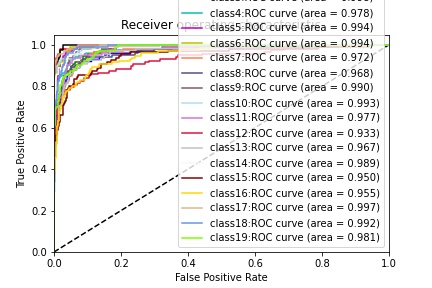 Receiver
class4:ROC curve (area = 0.978)
class5:ROC curve (area = 0.994)
class6:ROC curve (area = 0.994)
class7:ROC curve (area = 0.972)
class8:ROC curve (area = 0.968)
class9:ROC curve (area = 0.990)
class10:ROC curve (area = 0.993)
class11:ROC curve (area = 0.977)
class12:ROC curve (area = 0.933)
class13:ROC curve (area = 0.967)
class14:ROC curve (area = 0.989)
class15:ROC curve (area = 0.950)
class16:ROC curve (area = 0.955)
class17:ROC curve (area = 0.997)
class18:ROC curve (area = 0.992)
class19:ROC curve (area = 0.981)
True Positive Rate
1.0
0.8
0.6
0.4
0.2
0.0
0.0 0.2 0.4 0.6 0.8 1.0
False Positive Rate